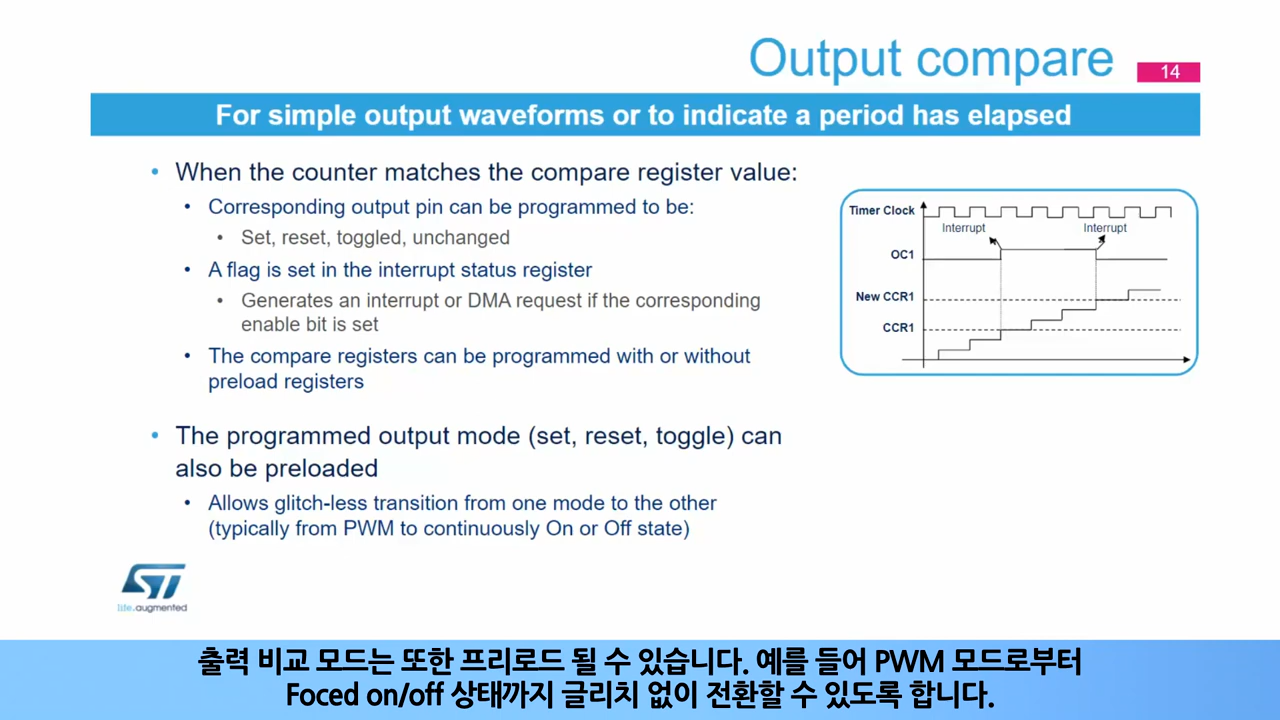 Output compare
14
For simple output waveforms or to indicate a period has elapsed
• When the counter matches the compare register value:
• Corresponding output pin can be programmed to be:
• Set, reset, toggled, unchanged
• A flag is set in the interrupt status register
• Generates an interrupt or DMA request if the corresponding
enable bit is set
• The compare registers can be programmed with or without
preload registers
• The programmed output mode (set, reset, toggle) can
also be preloaded
• Allows glitch-less transition from one mode to the other
(typically from PWM to continuously On or Off state)
Timer Clock
Interrupt
Interrupt
OC1
New CCR1
CCR1
ST
life.augmented
출력 비교 모드는 또한 프리로드 될 수 있습니다. 예를 들어 PWM 모드로부터
Foced on/off 상태까지 글리치 없이 전환할 수 있도록 합니다.